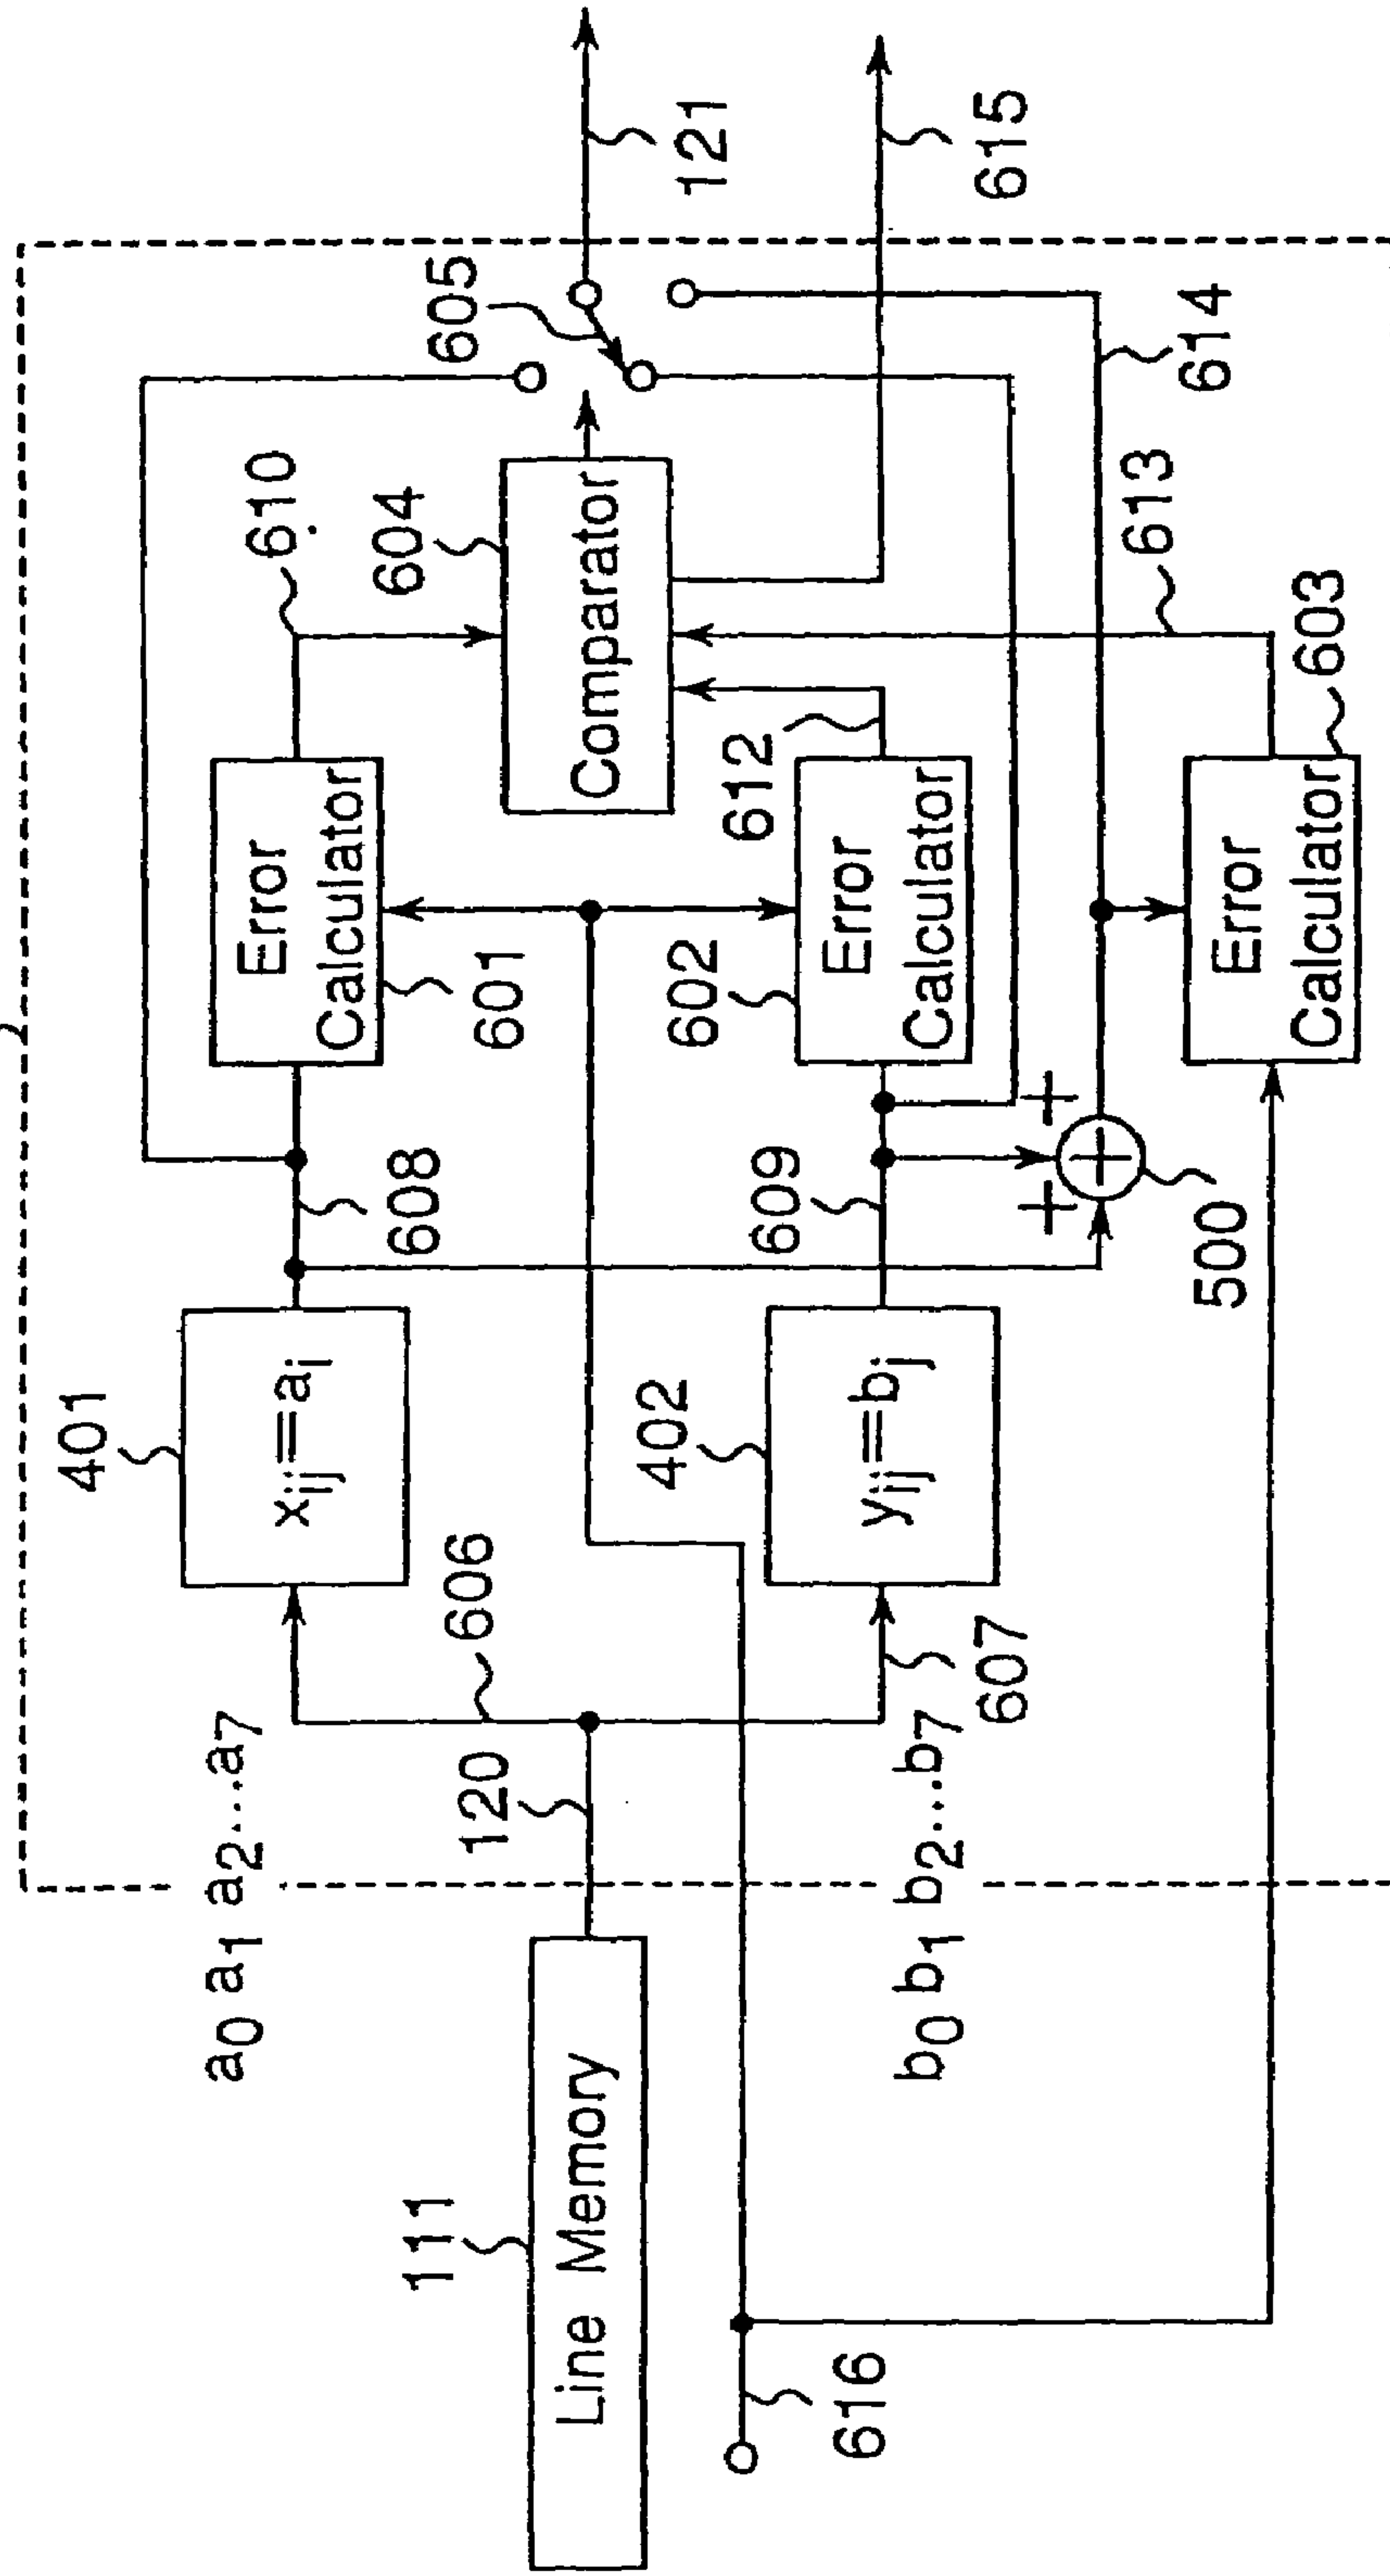 401
a0 a1 a2...a7
xij=ai
608
Error
Calculator
601
610
604
Comparator
605
121
111
Line Memory
120
606
402
yij=bj
609
602
Error
Calculator
612
615
616
b0 b1 b2...b7
607
+
+
+
500
613
614
Error
Calculator
603